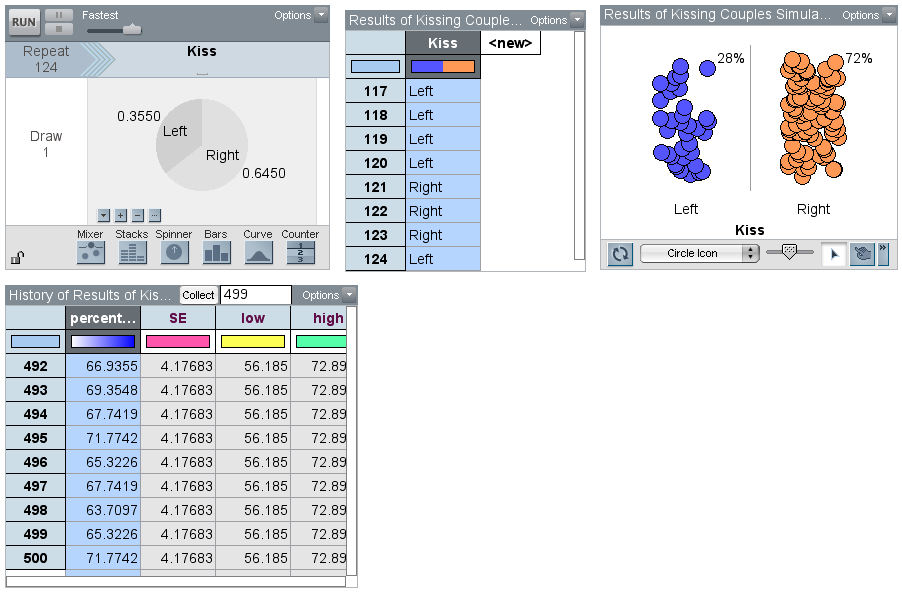 RUN
Fastest
Options
Repeat
124
Kiss
Draw
1
0.3550
Left
Right
0.6450
Mixer Stacks Spinner Bars Curve Counter
1
2
3
Results of Kissing Couple... Options
Kiss <new>
117 Left
118 Left
119 Left
120 Left
121 Right
122 Right
123 Right
124 Left
Results of Kissing Couples Simula... Options
28% 72%
Left Right
Kiss
Circle Icon
History of Results of Kis... Collect 499 Options
percent... SE low high
492 66.9355 4.17683 56.185 72.89
493 69.3548 4.17683 56.185 72.89
494 67.7419 4.17683 56.185 72.89
495 71.7742 4.17683 56.185 72.89
496 65.3226 4.17683 56.185 72.89
497 67.7419 4.17683 56.185 72.89
498 63.7097 4.17683 56.185 72.89
499 65.3226 4.17683 56.185 72.89
500 71.7742 4.17683 56.185 72.89